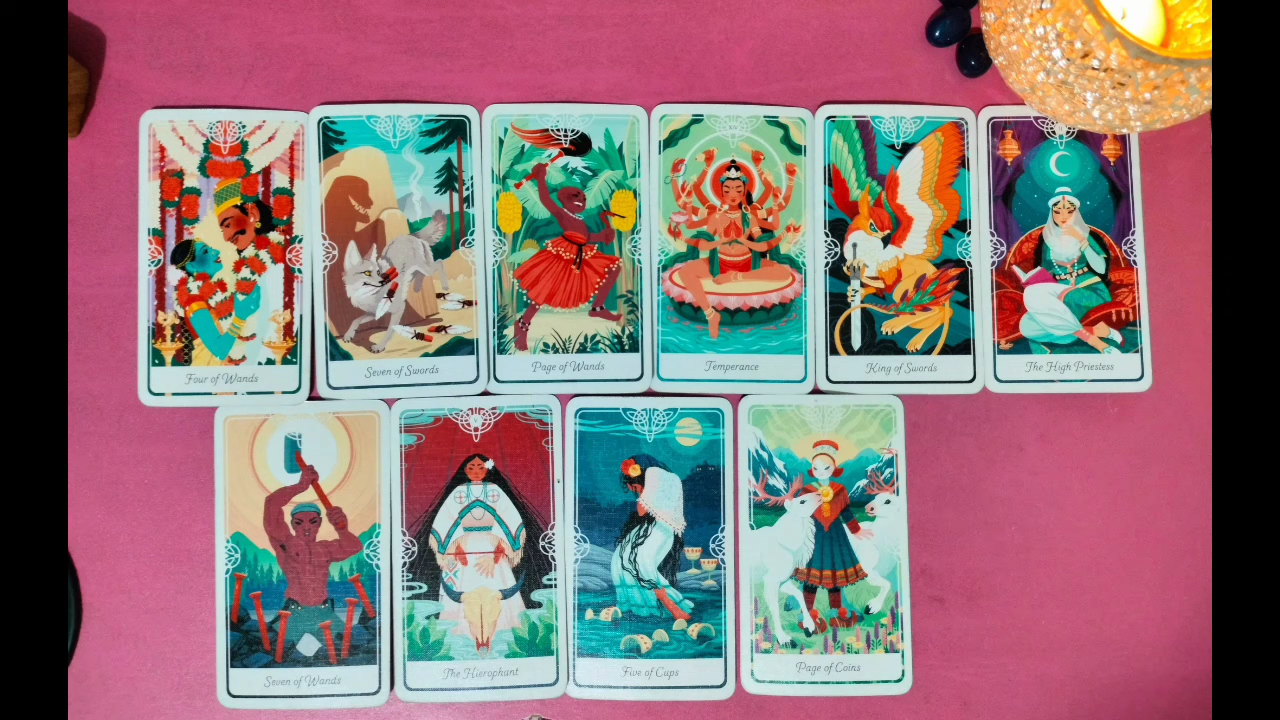 Four of Wands
Seven of Swords
Page of Wands
XIV
Temperance
King of Swords
The High Priestess
Seven of Wands
The Hierophant
Five of Cups
Page of Coins